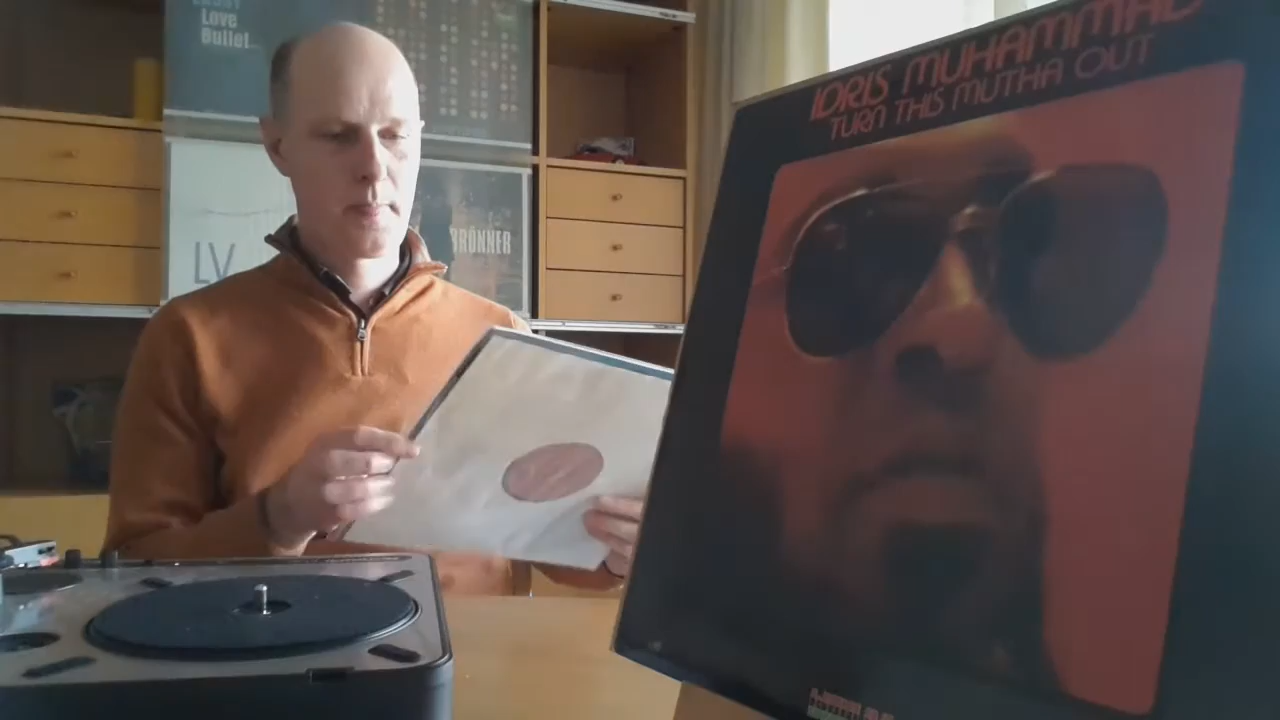 Love
Bullet
LV
BRÖNNER
IDRIS MUHAMMAD
TURN THIS MUTHA OUT